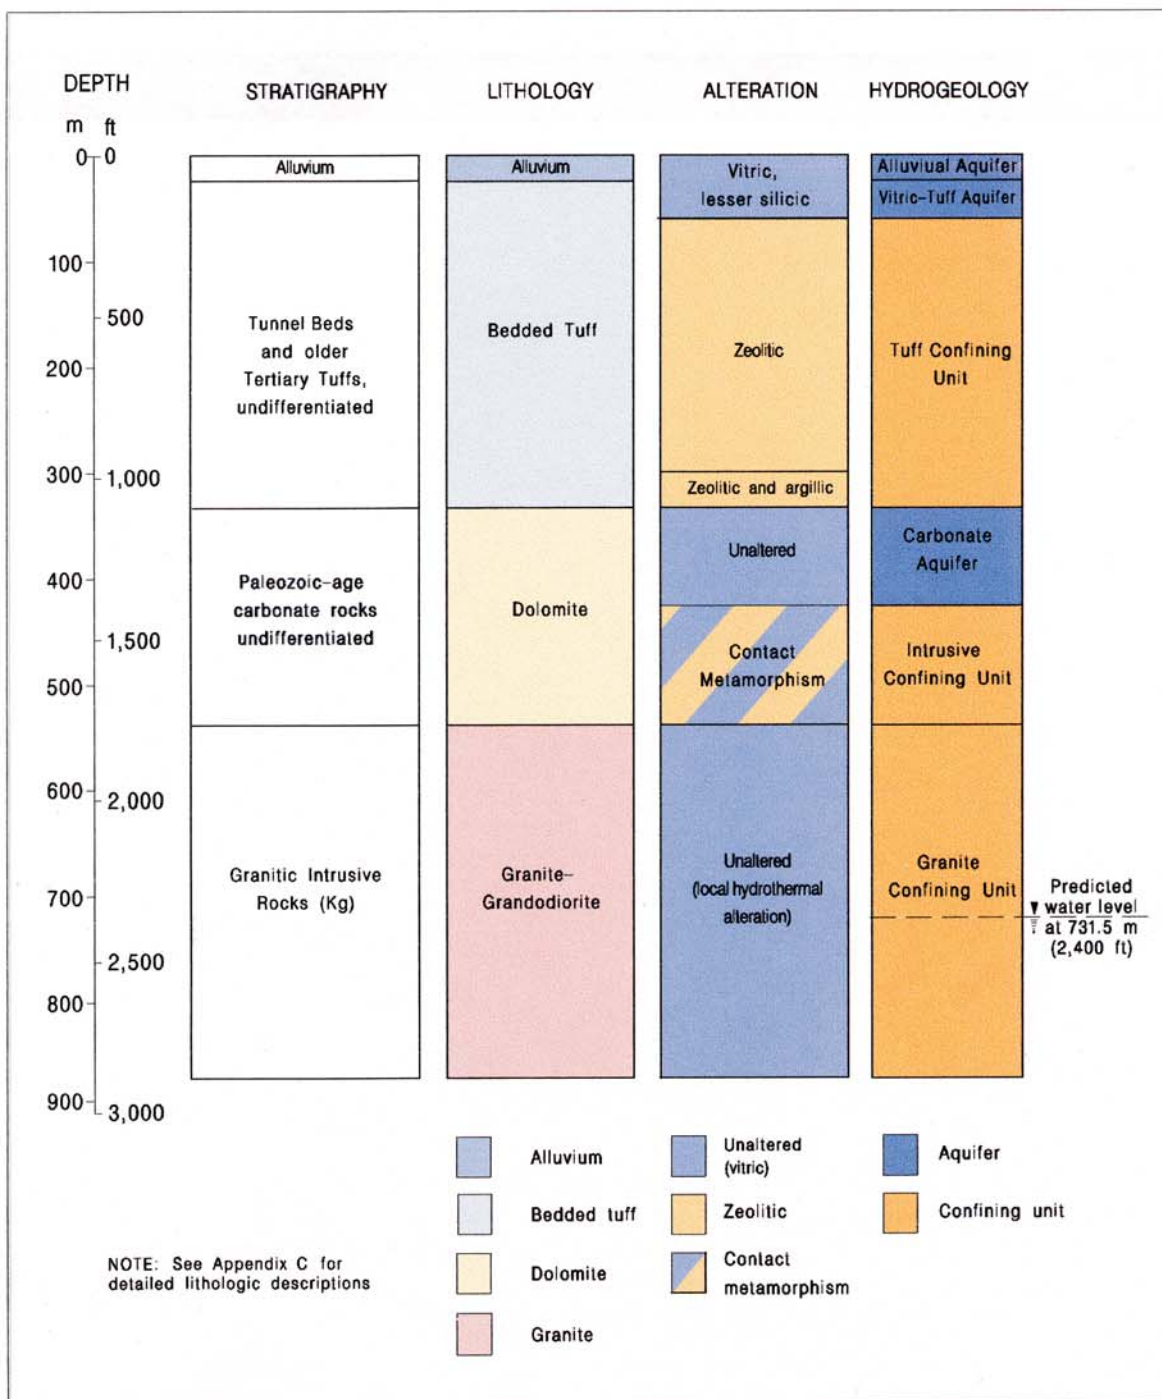 DEPTH
m ft
STRATIGRAPHY
LITHOLOGY
ALTERATION
HYDROGEOLOGY
0 0
100
500
200
300
1,000
400
1,500
500
600
2,000
700
2,500
800
900
3,000
Alluvium
Tunnel Beds
and older
Tertiary Tuffs,
undifferentiated
Paleozoic-age
carbonate rocks
undifferentiated
Granitic Intrusive
Rocks (Kg)
Alluvium
Bedded Tuff
Dolomite
Granite-
Grandodiorite
Vitric,
lesser silicic
Zeolitic
Zeolitic and argillic
Unaltered
Contact
Metamorphism
Unaltered
(local hydrothermal
alteration)
Alluviual Aquifer
Vitric-Tuff Aquifer
Tuff Confining
Unit
Carbonate
Aquifer
Intrusive
Confining Unit
Granite
Confining Unit
Predicted
water level
at 731.5 m
(2,400 ft)
Alluvium
Bedded tuff
Dolomite
Granite
Unaltered
(vitric)
Zeolitic
Contact
metamorphism
Aquifer
Confining unit
NOTE: See Appendix C for
detailed lithologic descriptions